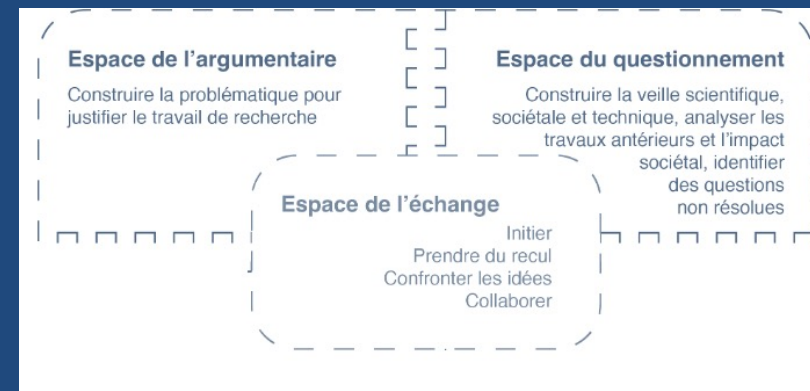 Espace de l'argumentaire
Construire la problématique pour
justifier le travail de recherche
Espace du questionnement
Construire la veille scientifique,
sociétale et technique, analyser les
travaux antérieurs et l'impact
sociétal, identifier
des questions
non résolues
Espace de l'échange
Initier
Prendre du recul
Confronter les idées
Collaborer